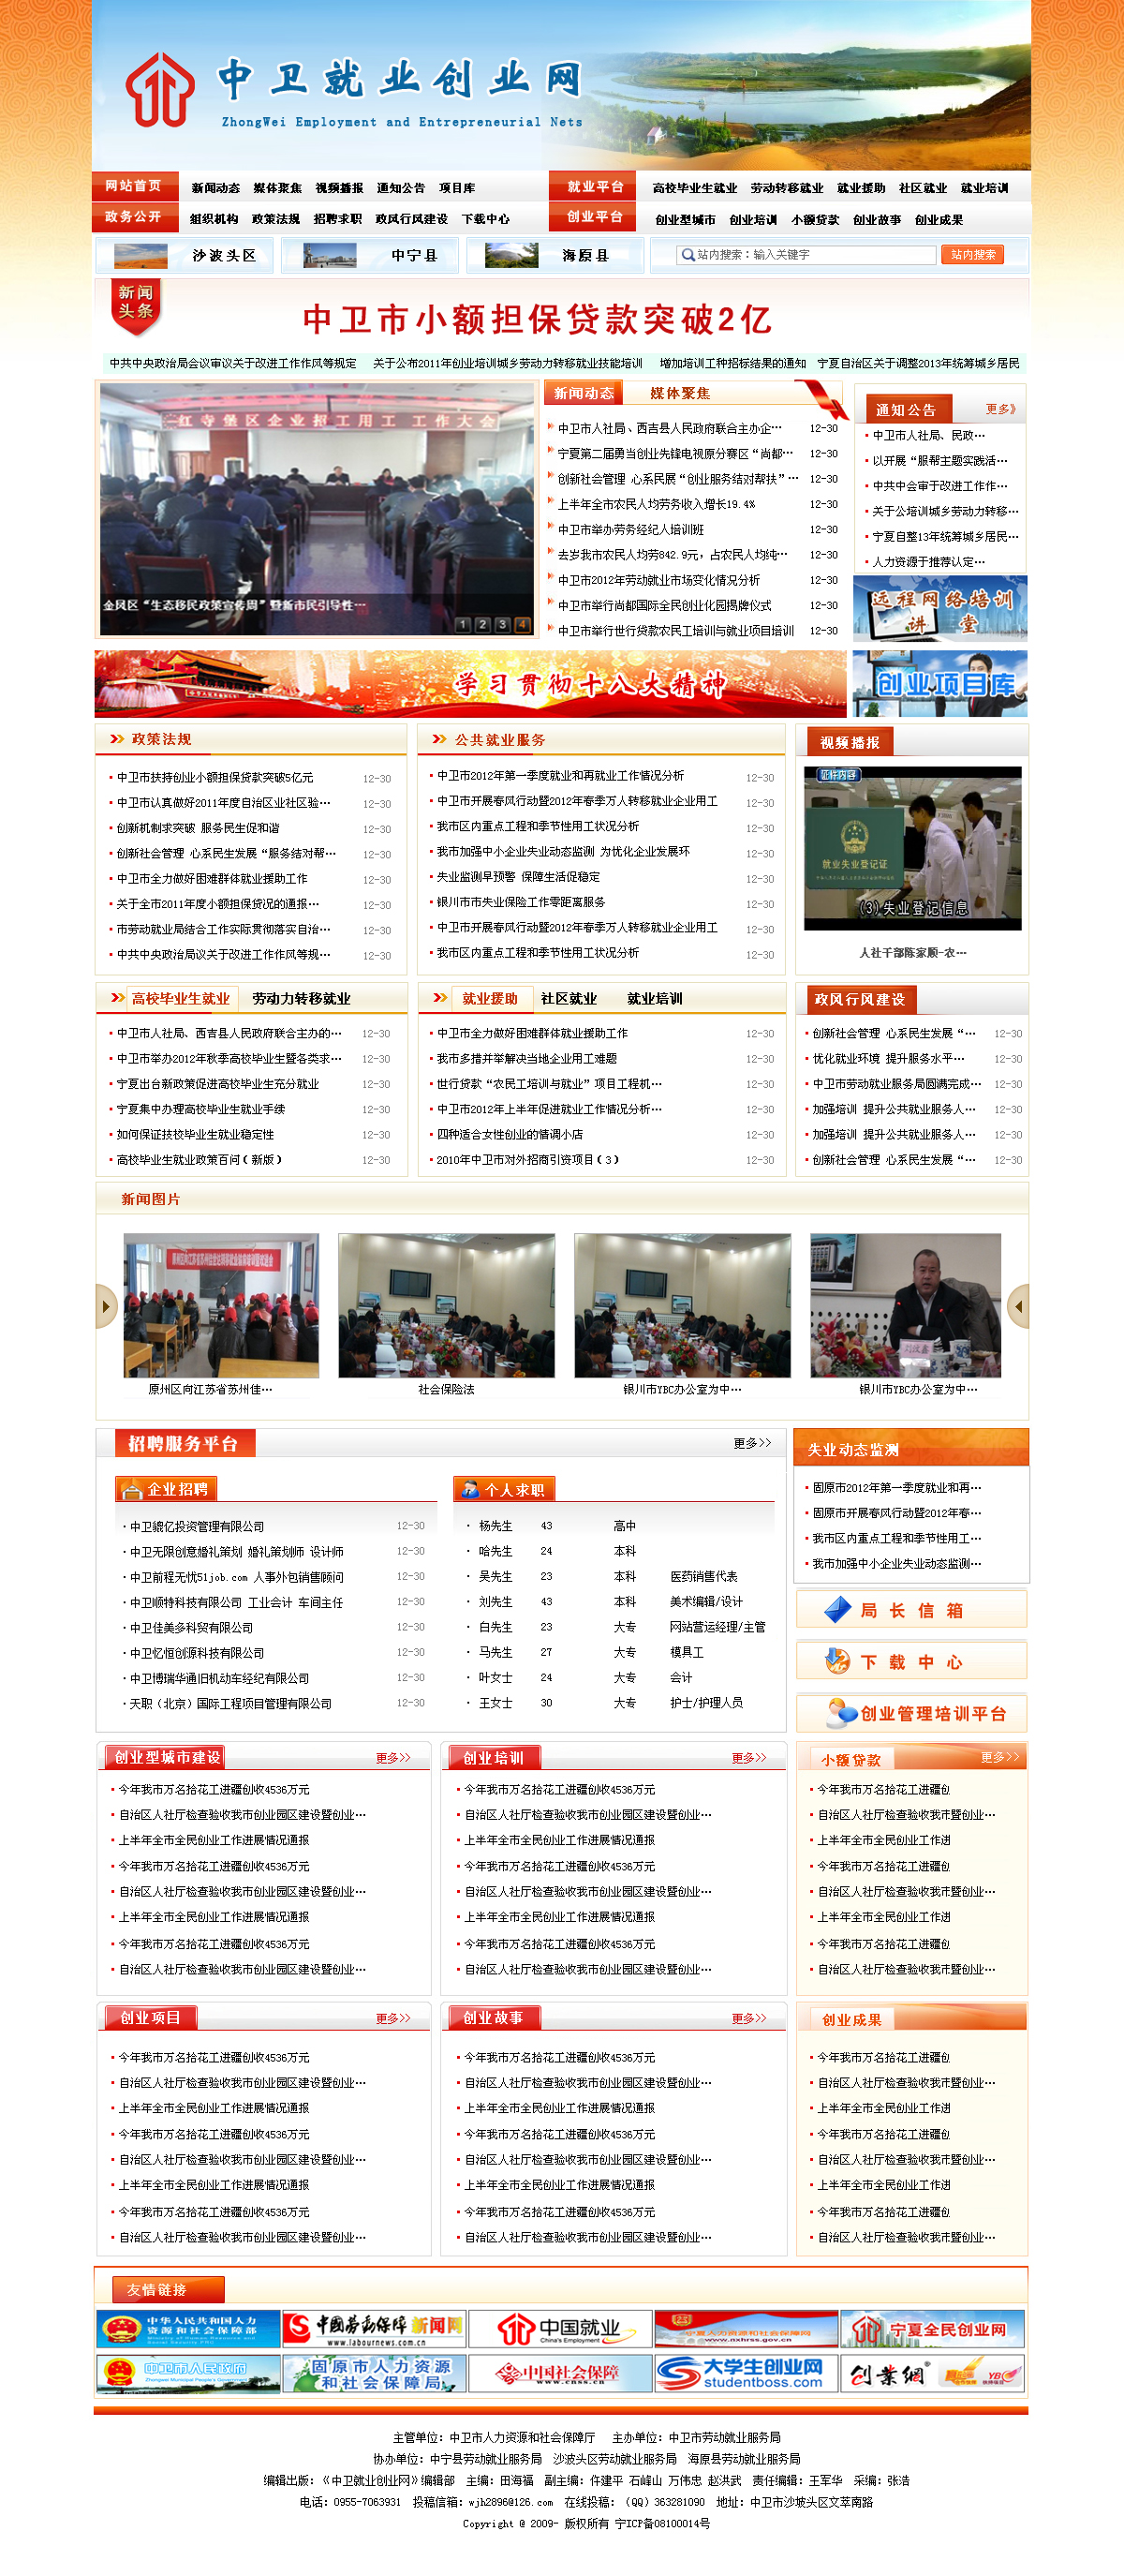 中卫就业创业网
ZhongWei Employment and Entrepreneurial Nets
网站首页 新闻动态 媒体聚焦 视频播报 通知公告 项目库 就业平台 高校毕业生就业 劳动转移就业 就业援助 社区就业 就业培训
政务公开 组织机构 政策法规 招聘求职 政风行风建设 下载中心 创业平台 创业型城市 创业培训 小额贷款 创业故事 创业成果
沙波头区 中宁县 海原县 站内搜索：输入关键字 站内搜索
新闻头条
中卫市小额担保贷款突破2亿
中共中央政治局会议审议关于改进工作作风等规定 关于公布2011年创业培训城乡劳动力转移就业技能培训 增加培训工种招标结果的通知 宁夏自治区关于调整2013年统筹城乡居民
红寺堡区企业招工用工工作大会
金凤区“生态移民政策宣传周”暨新市民引导性…
1 2 3 4
新闻动态 媒体聚焦
中卫市人社局、西吉县人民政府联合主办企… 12-30
宁夏第二届勇当创业先锋电视原分赛区“尚都… 12-30
创新社会管理 心系民展“创业服务结对帮扶”… 12-30
上半年全市农民人均劳务收入增长19.4% 12-30
中卫市举办劳务经纪人培训班 12-30
去岁我市农民人均劳842.9元，占农民人均纯… 12-30
中卫市2012年劳动就业市场变化情况分析 12-30
中卫市举行尚都国际全民创业化园揭牌仪式 12-30
中卫市举行世行贷款农民工培训与就业项目培训 12-30
通知公告 更多》
中卫市人社局、民政…
以开展“服帮主题实践活…
中共中会审于改进工作作…
关于公培训城乡劳动力转移…
宁夏自整13年统筹城乡居民…
人力资源于推荐认定…
远程网络培训
讲 堂
学习贯彻十八大精神
创业项目库
政策法规
中卫市扶持创业小额担保贷款突破5亿元 12-30
中卫市认真做好2011年度自治区业社区验… 12-30
创新机制求突破 服务民生促和谐 12-30
创新社会管理 心系民生发展“服务结对帮… 12-30
中卫市全力做好困难群体就业援助工作 12-30
关于全市2011年度小额担保贷况的通报… 12-30
市劳动就业局结合工作实际贯彻落实自治… 12-30
中共中央政治局议关于改进工作作风等规… 12-30
公共就业服务
中卫市2012年第一季度就业和再就业工作情况分析 12-30
中卫市开展春风行动暨2012年春季万人转移就业企业用工 12-30
我市区内重点工程和季节性用工状况分析 12-30
我市加强中小企业失业动态监测 为优化企业发展环 12-30
失业监测早预警 保障生活促稳定 12-30
银川市市失业保险工作零距离服务 12-30
中卫市开展春风行动暨2012年春季万人转移就业企业用工 12-30
我市区内重点工程和季节性用工状况分析 12-30
视频播报
证件内容
就业失业登记证
(3)失业登记信息
人社干部陈家顺-农…
高校毕业生就业 劳动力转移就业
中卫市人社局、西吉县人民政府联合主办的… 12-30
中卫市举办2012年秋季高校毕业生暨各类求… 12-30
宁夏出台新政策促进高校毕业生充分就业 12-30
宁夏集中办理高校毕业生就业手续 12-30
如何保证技校毕业生就业稳定性 12-30
高校毕业生就业政策百问（新版） 12-30
就业援助 社区就业 就业培训
中卫市全力做好困难群体就业援助工作 12-30
我市多措并举解决当地企业用工难题 12-30
世行贷款“农民工培训与就业”项目工程机… 12-30
中卫市2012年上半年促进就业工作情况分析… 12-30
四种适合女性创业的情调小店 12-30
2010年中卫市对外招商引资项目（3） 12-30
政风行风建设
创新社会管理 心系民生发展“… 12-30
优化就业环境 提升服务水平… 12-30
中卫市劳动就业服务局圆满完成… 12-30
加强培训 提升公共就业服务人… 12-30
加强培训 提升公共就业服务人… 12-30
创新社会管理 心系民生发展“… 12-30
新闻图片
原州区向江苏省苏州佳… 社会保险法 银川市YBC办公室为中… 银川市YBC办公室为中…
招聘服务平台 更多>>
企业招聘
·中卫貔亿投资管理有限公司 12-30
·中卫无限创意婚礼策划 婚礼策划师 设计师 12-30
·中卫前程无忧51job.com 人事外包销售顾问 12-30
·中卫顺特科技有限公司 工业会计 车间主任 12-30
·中卫佳美多科贸有限公司 12-30
·中卫忆恒创源科技有限公司 12-30
·中卫博瑞华通旧机动车经纪有限公司 12-30
·天职（北京）国际工程项目管理有限公司 12-30
个人求职
· 杨先生 43 高中
· 哈先生 24 本科
· 吴先生 23 本科 医药销售代表
· 刘先生 43 本科 美术编辑/设计
· 白先生 23 大专 网站营运经理/主管
· 马先生 27 大专 模具工
· 叶女士 24 大专 会计
· 王女士 30 大专 护士/护理人员
失业动态监测
固原市2012年第一季度就业和再…
固原市开展春风行动暨2012年春…
我市区内重点工程和季节性用工…
我市加强中小企业失业动态监测…
局 长 信 箱
下 载 中 心
创业管理培训平台
创业型城市建设 更多>>
今年我市万名拾花工进疆创收4536万元
自治区人社厅检查验收我市创业园区建设暨创业…
上半年全市全民创业工作进展情况通报
今年我市万名拾花工进疆创收4536万元
自治区人社厅检查验收我市创业园区建设暨创业…
上半年全市全民创业工作进展情况通报
今年我市万名拾花工进疆创收4536万元
自治区人社厅检查验收我市创业园区建设暨创业…
创业培训 更多>>
今年我市万名拾花工进疆创收4536万元
自治区人社厅检查验收我市创业园区建设暨创业…
上半年全市全民创业工作进展情况通报
今年我市万名拾花工进疆创收4536万元
自治区人社厅检查验收我市创业园区建设暨创业…
上半年全市全民创业工作进展情况通报
今年我市万名拾花工进疆创收4536万元
自治区人社厅检查验收我市创业园区建设暨创业…
小额贷款 更多>>
今年我市万名拾花工进疆创
自治区人社厅检查验收我市暨创业…
上半年全市全民创业工作进
今年我市万名拾花工进疆创
自治区人社厅检查验收我市暨创业…
上半年全市全民创业工作进
今年我市万名拾花工进疆创
自治区人社厅检查验收我市暨创业…
创业项目 更多>>
今年我市万名拾花工进疆创收4536万元
自治区人社厅检查验收我市创业园区建设暨创业…
上半年全市全民创业工作进展情况通报
今年我市万名拾花工进疆创收4536万元
自治区人社厅检查验收我市创业园区建设暨创业…
上半年全市全民创业工作进展情况通报
今年我市万名拾花工进疆创收4536万元
自治区人社厅检查验收我市创业园区建设暨创业…
创业故事 更多>>
今年我市万名拾花工进疆创收4536万元
自治区人社厅检查验收我市创业园区建设暨创业…
上半年全市全民创业工作进展情况通报
今年我市万名拾花工进疆创收4536万元
自治区人社厅检查验收我市创业园区建设暨创业…
上半年全市全民创业工作进展情况通报
今年我市万名拾花工进疆创收4536万元
自治区人社厅检查验收我市创业园区建设暨创业…
创业成果
今年我市万名拾花工进疆创
自治区人社厅检查验收我市暨创业…
上半年全市全民创业工作进
今年我市万名拾花工进疆创
自治区人社厅检查验收我市暨创业…
上半年全市全民创业工作进
今年我市万名拾花工进疆创
自治区人社厅检查验收我市暨创业…
友情链接
中华人民共和国人力资源和社会保障部
中国劳动保障新闻网 www.labournews.com.cn
中国就业 China's Employment
宁夏人力资源和社会保障网 www.nxhrss.gov.cn
宁夏全民创业网
中卫市人民政府
固原市人力资源和社会保障局
中国社会保障 www.cnss.cn
大学生创业网 studentboss.com
创业網 YBC
主管单位：中卫市人力资源和社会保障厅 主办单位：中卫市劳动就业服务局
协办单位：中宁县劳动就业服务局 沙波头区劳动就业服务局 海原县劳动就业服务局
编辑出版：《中卫就业创业网》编辑部 主编：田海福 副主编：仵建平 石峰山 万伟忠 赵洪武 责任编辑：王军华 采编：张浩
电话：0955-7063931 投稿信箱：wjh2896@126.com 在线投稿：（QQ）363281090 地址：中卫市沙坡头区文萃南路
Copyright @ 2009- 版权所有 宁ICP备08100014号